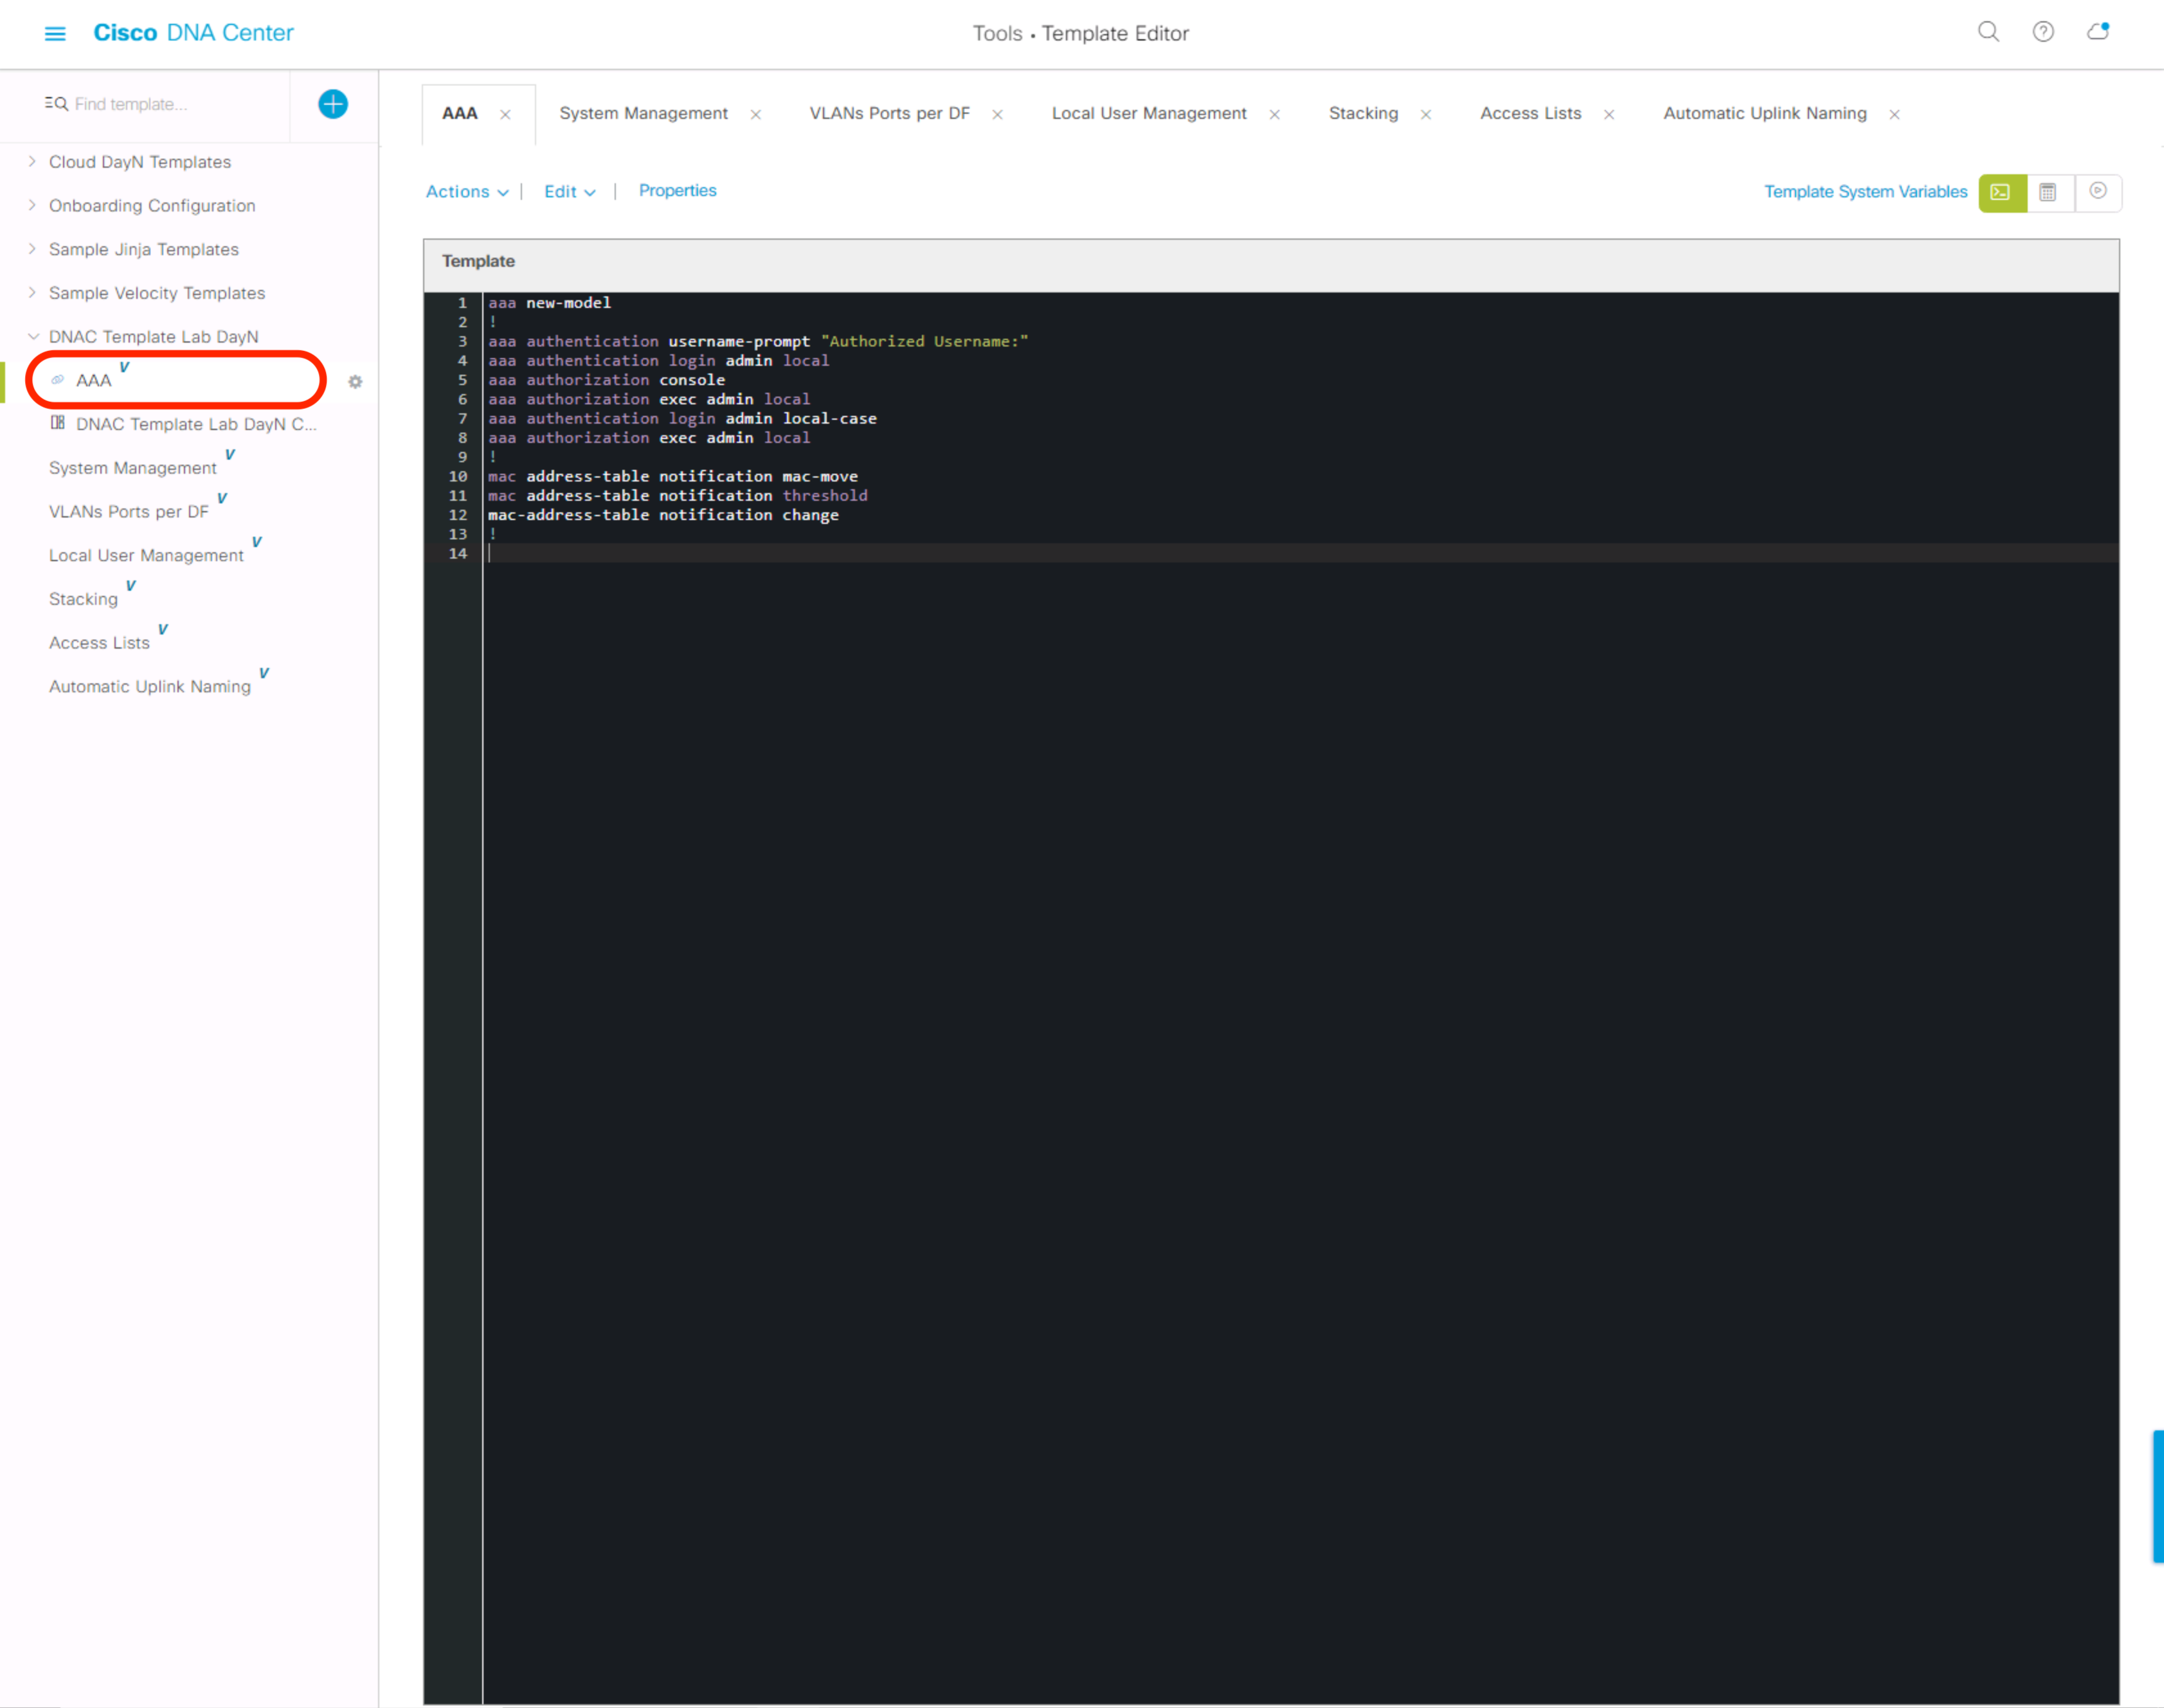 Cisco DNA Center
Tools • Template Editor
Find template...
Cloud DayN Templates
Onboarding Configuration
Sample Jinja Templates
Sample Velocity Templates
DNAC Template Lab DayN
AAA V
DNAC Template Lab DayN C...
System Management V
VLANs Ports per DF V
Local User Management V
Stacking V
Access Lists V
Automatic Uplink Naming V
AAA × System Management × VLANs Ports per DF × Local User Management × Stacking × Access Lists × Automatic Uplink Naming ×
Actions | Edit | Properties
Template System Variables
Template
1 aaa new-model
2 !
3 aaa authentication username-prompt "Authorized Username:"
4 aaa authentication login admin local
5 aaa authorization console
6 aaa authorization exec admin local
7 aaa authentication login admin local-case
8 aaa authorization exec admin local
9 !
10 mac address-table notification mac-move
11 mac address-table notification threshold
12 mac-address-table notification change
13 !
14